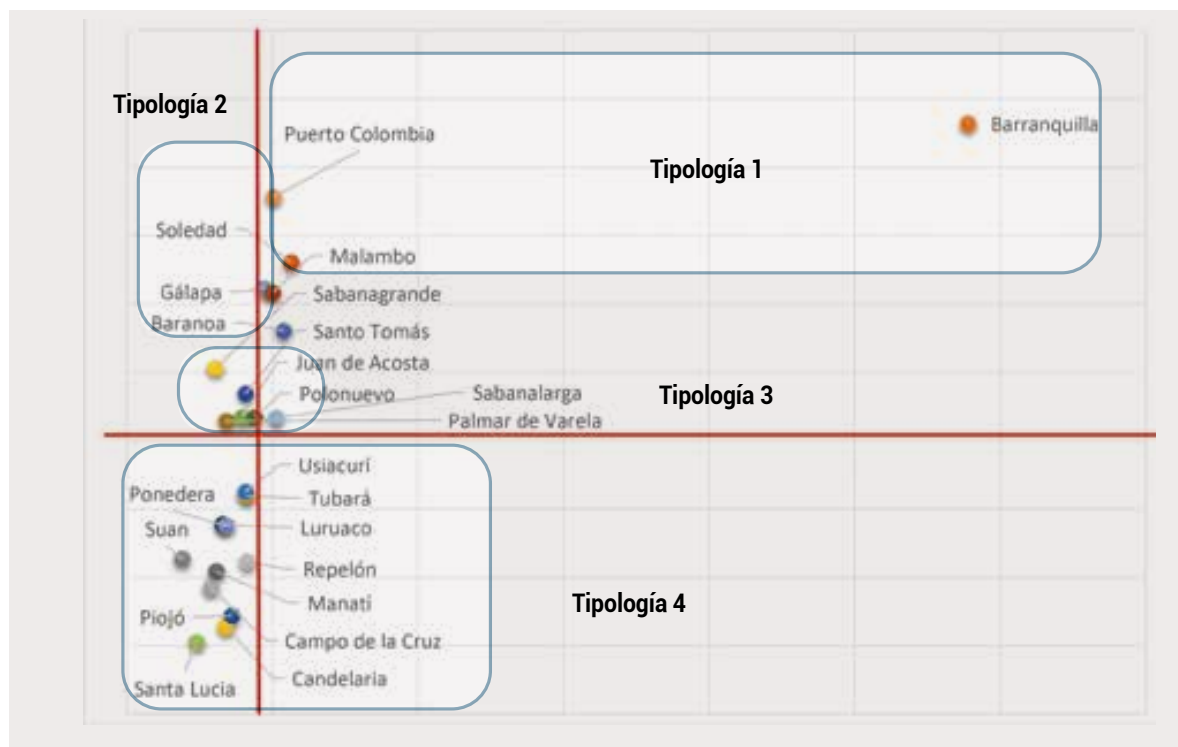 Tipología 2
Puerto Colombia
Barranquilla
Tipología 1
Soledad
Malambo
Gálapa
Sabanagrande
Baranoa
Santo Tomás
Juan de Acosta
Polonuevo
Sabanalarga
Tipología 3
Palmar de Varela
Usiacurí
Ponedera
Tubará
Suan
Luruaco
Repelón
Manatí
Tipología 4
Piojó
Campo de la Cruz
Candelaria
Santa Lucia